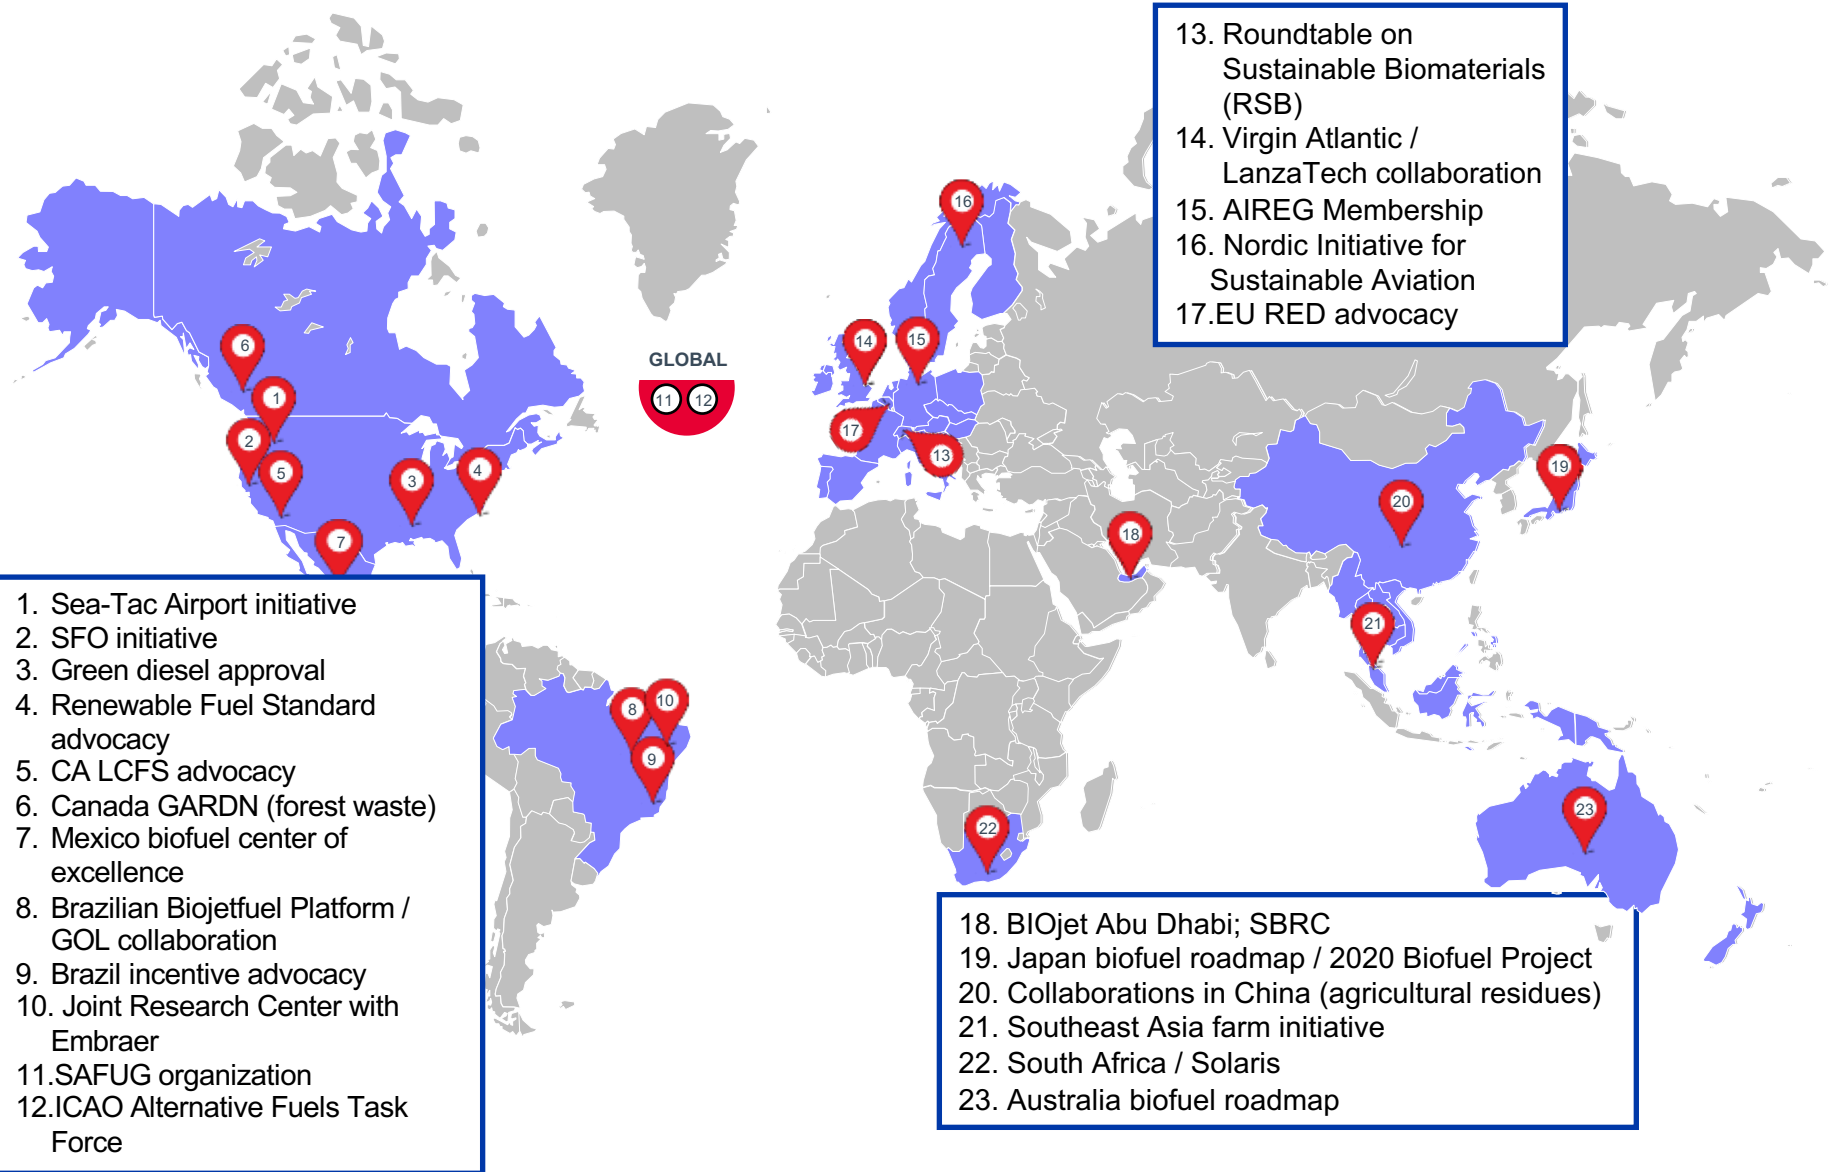 13. Roundtable on
Sustainable Biomaterials
(RSB)
14. Virgin Atlantic /
LanzaTech collaboration
15. AIREG Membership
16. Nordic Initiative for
Sustainable Aviation
17.EU RED advocacy
16
6
14
15
GLOBAL
11
12
1
17
2
13
5
3
4
19
20
7
18
21
8
10
9
23
22
1. Sea-Tac Airport initiative
2. SFO initiative
3. Green diesel approval
4. Renewable Fuel Standard
advocacy
5. CA LCFS advocacy
6. Canada GARDN (forest waste)
7. Mexico biofuel center of
excellence
8. Brazilian Biojetfuel Platform /
GOL collaboration
9. Brazil incentive advocacy
10. Joint Research Center with
Embraer
11.SAFUG organization
12.ICAO Alternative Fuels Task
Force
18. BIOjet Abu Dhabi; SBRC
19. Japan biofuel roadmap / 2020 Biofuel Project
20. Collaborations in China (agricultural residues)
21. Southeast Asia farm initiative
22. South Africa / Solaris
23. Australia biofuel roadmap